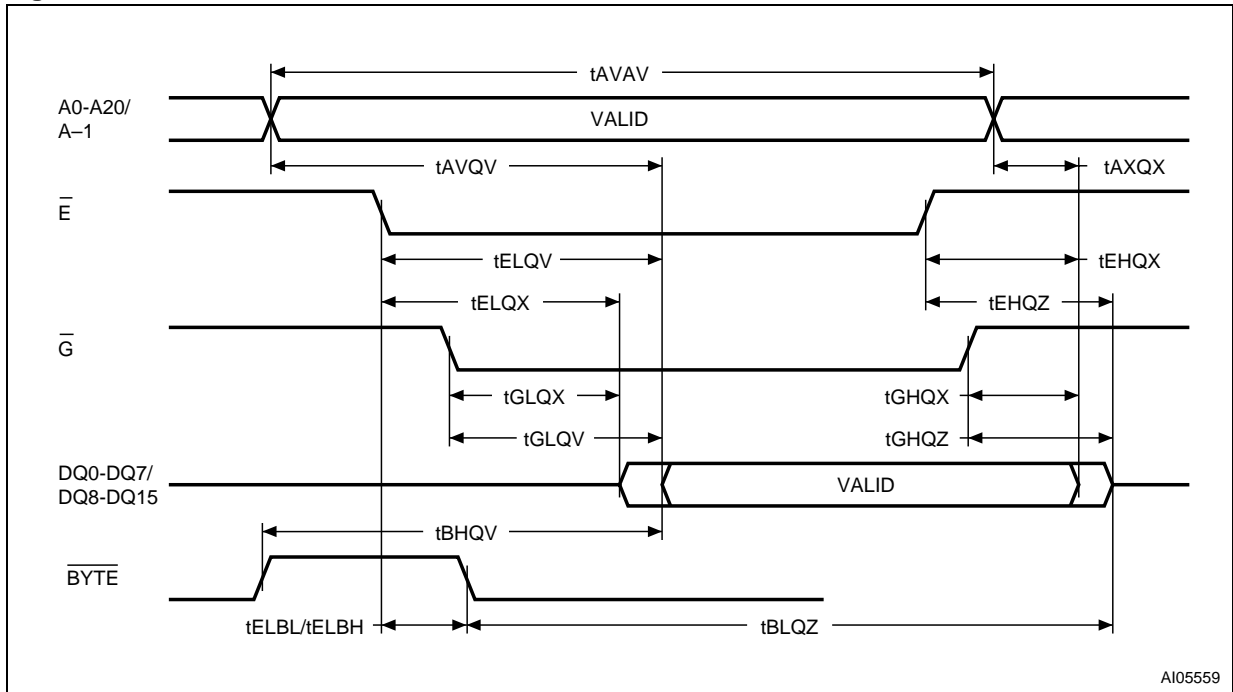 tAVAV
A0-A20/
A–1
VALID
tAVQV
tAXQX
E
tELQV
tEHQX
tELQX
tEHQZ
G
tGLQX
tGHQX
tGLQV
tGHQZ
DQ0-DQ7/
DQ8-DQ15
VALID
tBHQV
BYTE
tELBL/tELBH
tBLQZ
AI05559